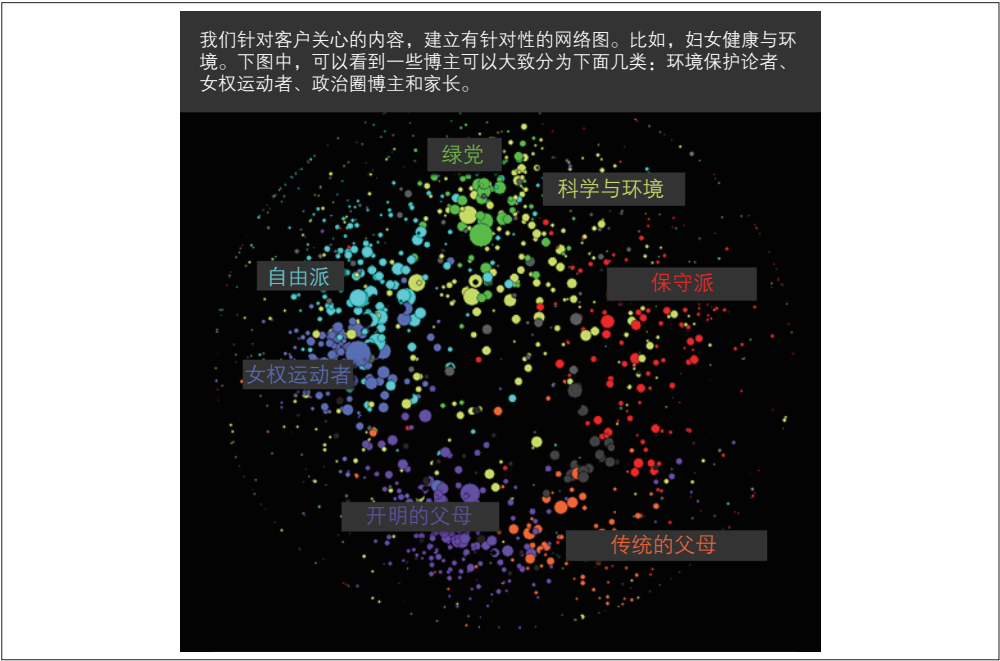 我们针对客户关心的内容，建立有针对性的网络图。比如，妇女健康与环
境。下图中，可以看到一些博主可以大致分为下面几类：环境保护论者、
女权运动者、政治圈博主和家长。
绿党
科学与环境
自由派
保守派
女权运动者
开明的父母
传统的父母